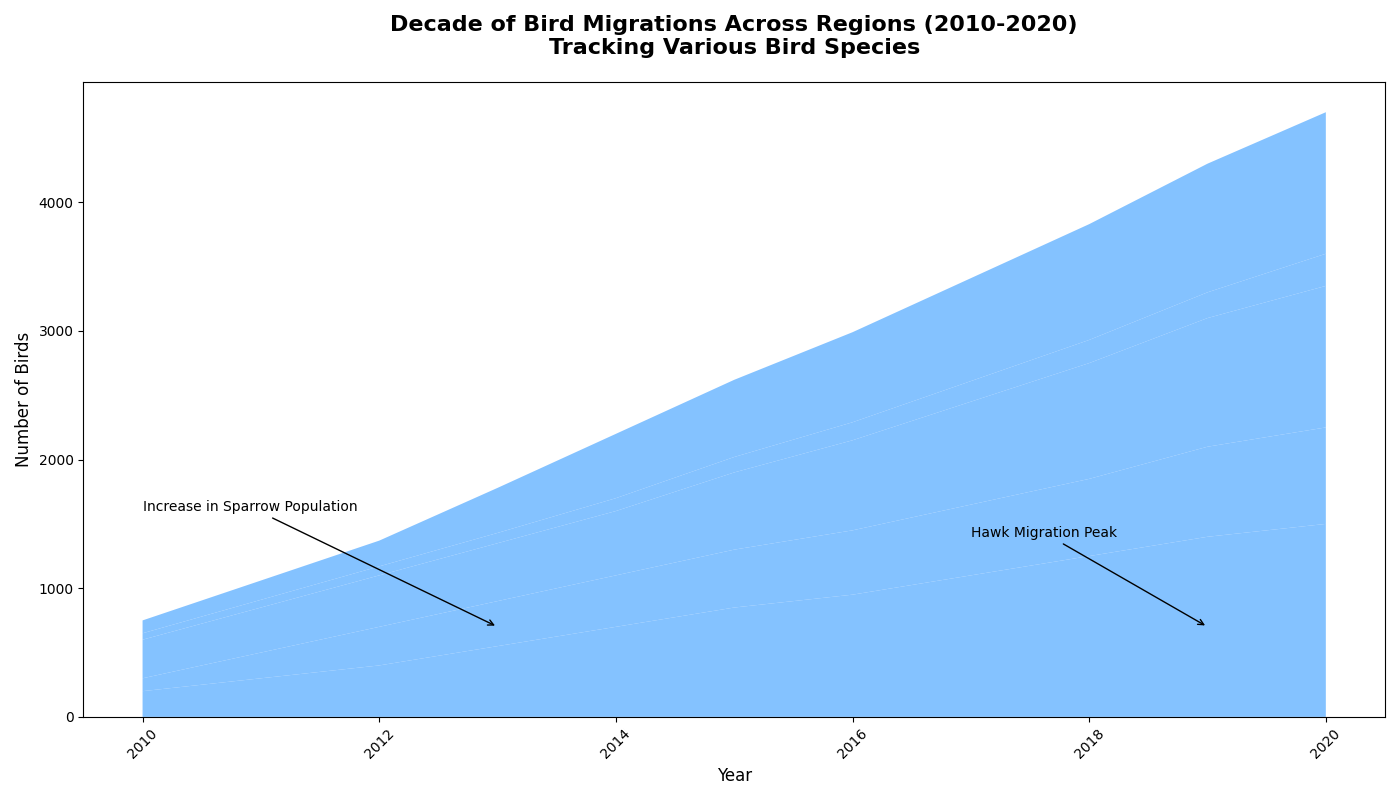 Decade of Bird Migrations Across Regions (2010-2020)
Tracking Various Bird Species
Number of Birds
4000
3000
2000
1000
0
Increase in Sparrow Population
Hawk Migration Peak
2010
2012
2014
2016
2018
2020
Year